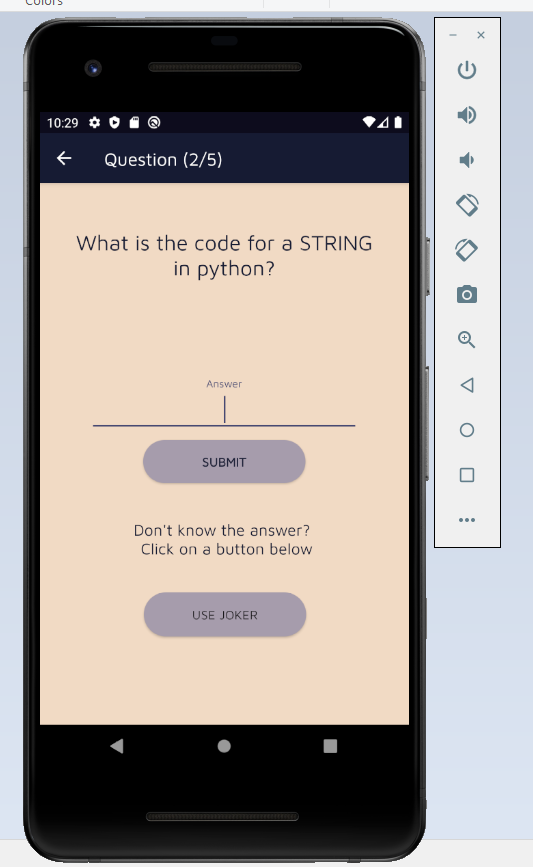 Colors
10:29
Question (2/5)
What is the code for a STRING
in python?
Answer
SUBMIT
Don't know the answer?
Click on a button below
USE JOKER